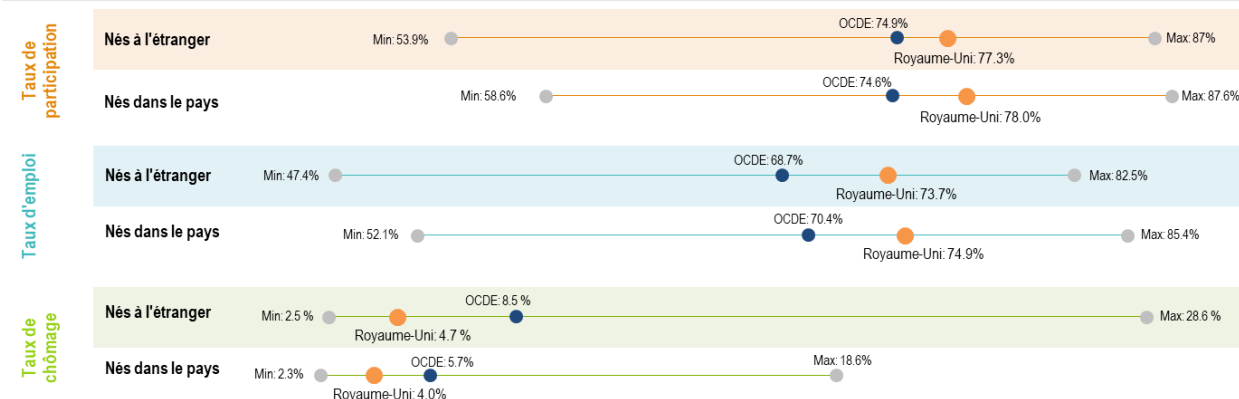 Taux de
participation
Nés à l'étranger
Min: 53.9%
OCDE: 74.9%
Royaume-Uni: 77.3%
Max: 87%
Nés dans le pays
Min: 58.6%
OCDE: 74.6%
Royaume-Uni: 78.0%
Max: 87.6%
Taux d'emploi
Nés à l'étranger
Min: 47.4%
OCDE: 68.7%
Royaume-Uni: 73.7%
Max: 82.5%
Nés dans le pays
Min: 52.1%
OCDE: 70.4%
Royaume-Uni: 74.9%
Max: 85.4%
Taux de
chômage
Nés à l'étranger
Min: 2.5 %
OCDE: 8.5 %
Royaume-Uni: 4.7 %
Max: 28.6 %
Nés dans le pays
Min: 2.3%
OCDE: 5.7%
Royaume-Uni: 4.0%
Max: 18.6%